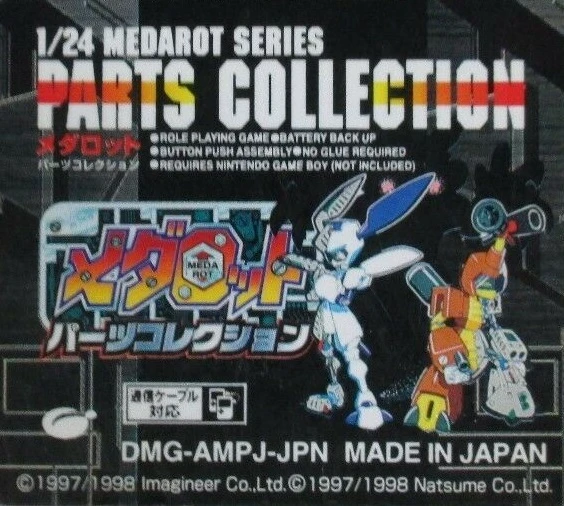 1/24 MEDAROT SERIES
PARTS COLLECTION
メダロット
パーツコレクション
●ROLE PLAYING GAME●BATTERY BACK UP
●BUTTON PUSH ASSEMBLY●NO GLUE REQUIRED
●REQUIRES NINTENDO GAME BOY (NOT INCLUDED)
メダロット
MEDA
ROT
パーツコレクション
通信ケーブル
対応
DMG-AMPJ-JPN MADE IN JAPAN
©1997/1998 Imagineer Co.,Ltd.©1997/1998 Natsume Co.,Ltd.